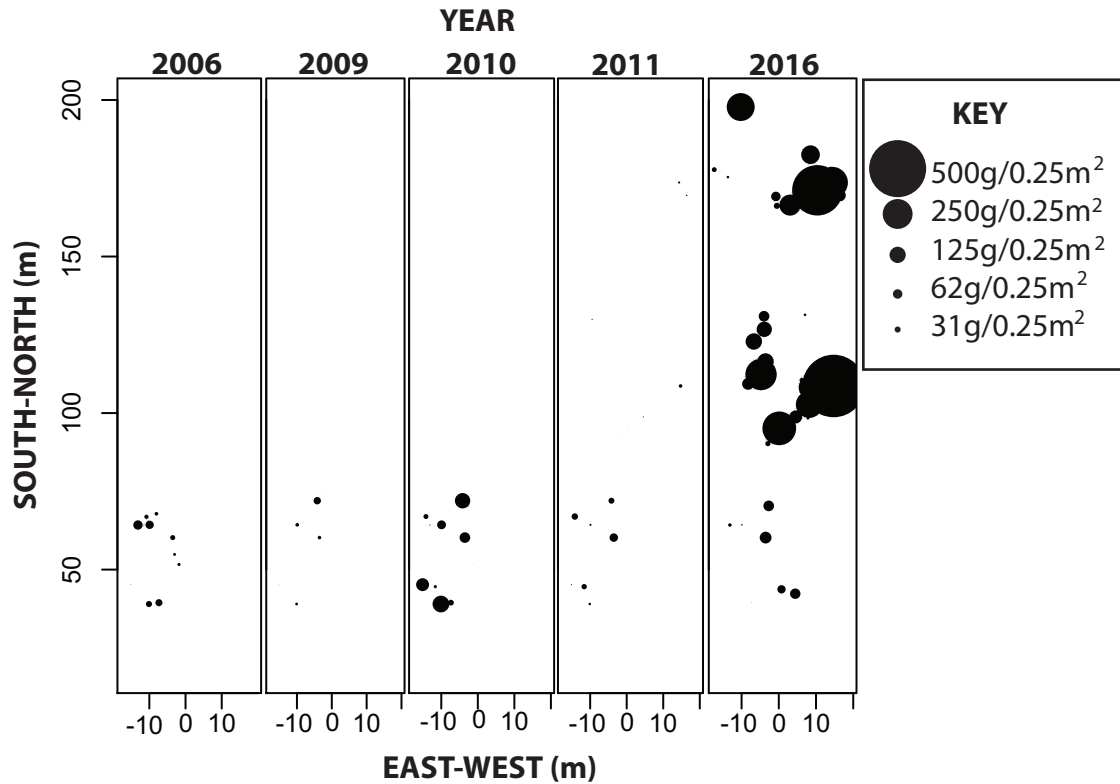 YEAR
2006 2009 2010 2011 2016
200
150
100
50
SOUTH-NORTH (m)
KEY
500g/0.25m²
250g/0.25m²
125g/0.25m²
62g/0.25m²
31g/0.25m²
-10 0 10 -10 0 10 -10 0 10 -10 0 10 -10 0 10
EAST-WEST (m)